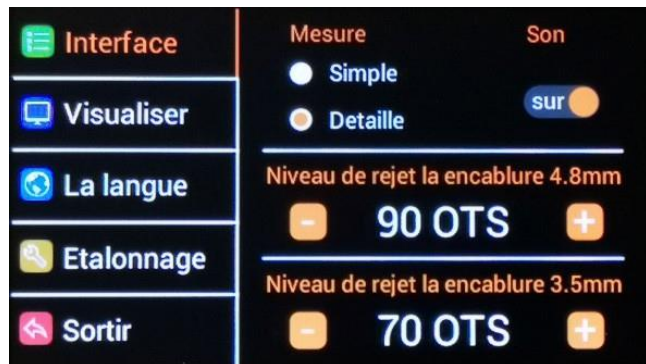 Interface
Visualiser
La langue
Etalonnage
Sortir
Mesure
Son
Simple
Detaille
sur
Niveau de rejet la encablure 4.8mm
- 90 OTS +
Niveau de rejet la encablure 3.5mm
- 70 OTS +